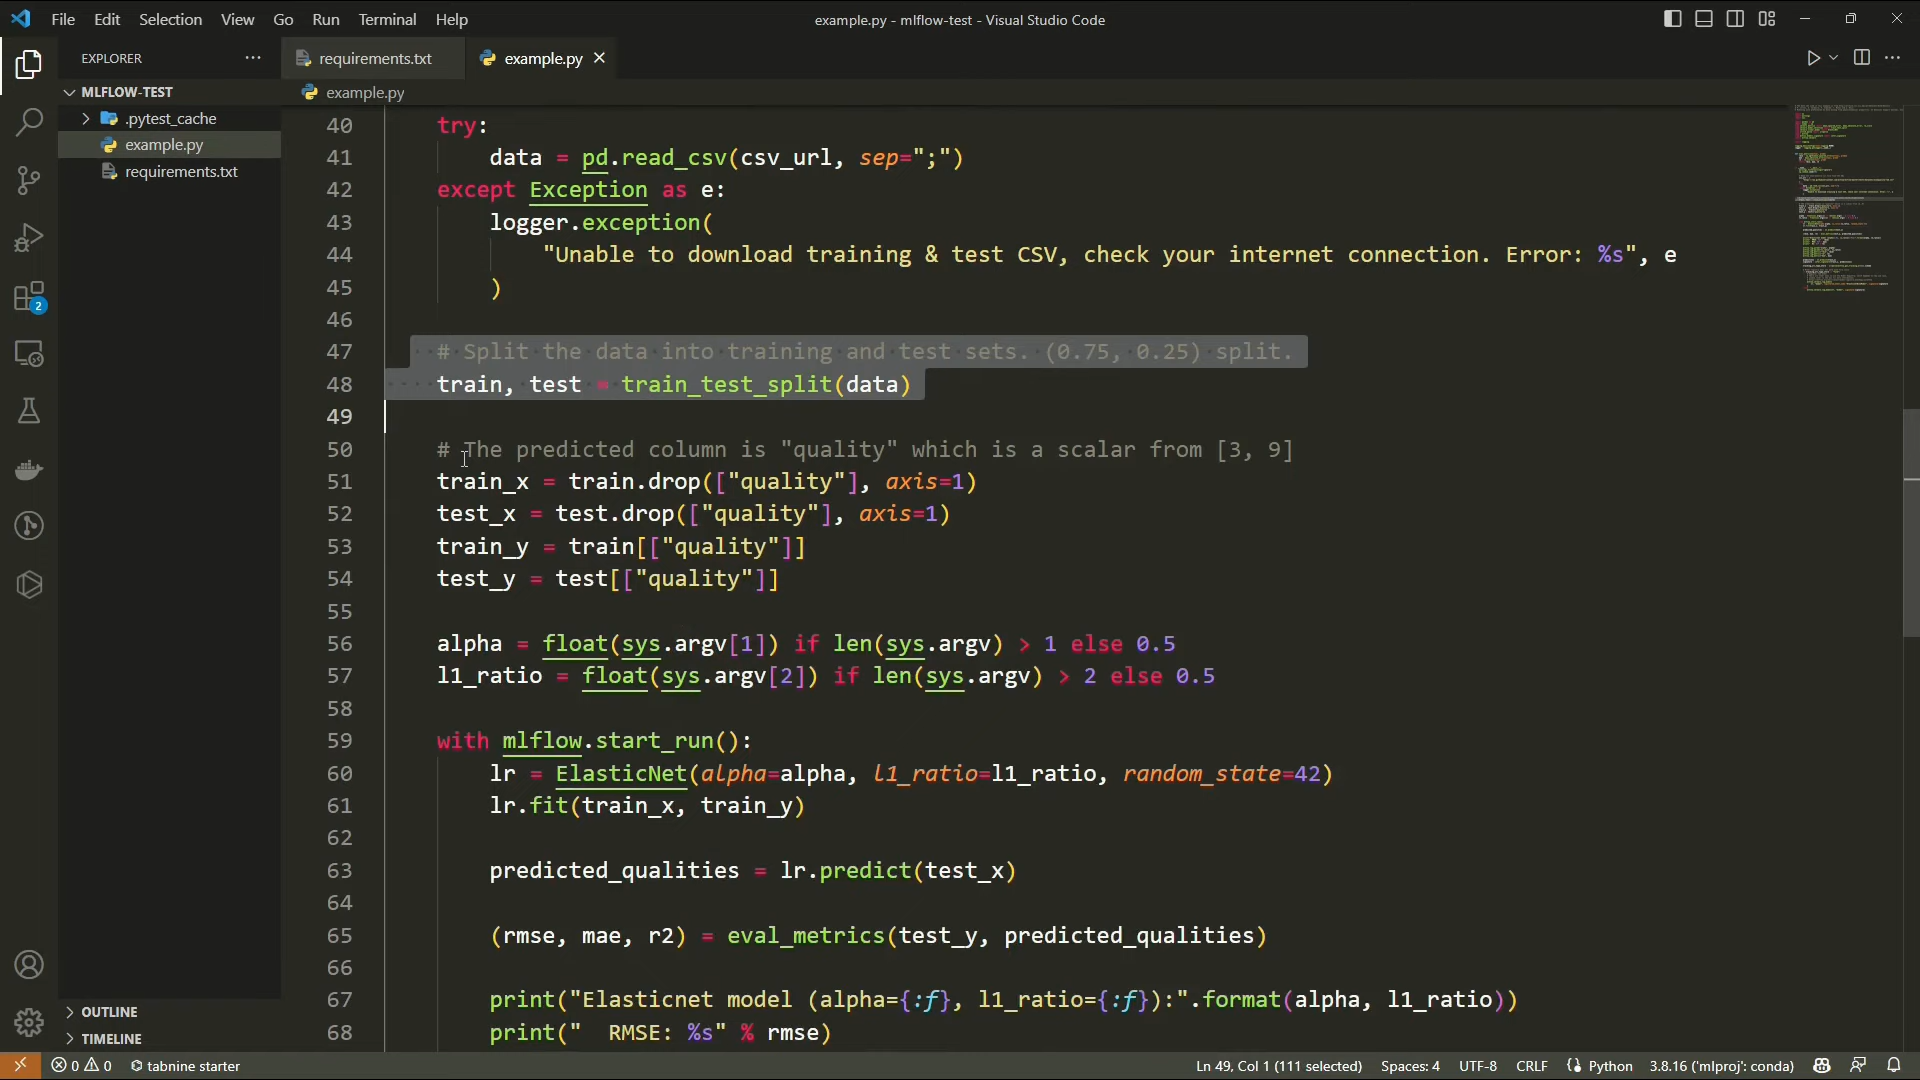 File Edit Selection View Go Run Terminal Help
example.py - mlflow-test - Visual Studio Code
EXPLORER
requirements.txt
example.py
MLFLOW-TEST
example.py
.pytest_cache
example.py
requirements.txt
40 try:
41 data = pd.read_csv(csv_url, sep=";")
42 except Exception as e:
43 logger.exception(
44 "Unable to download training & test CSV, check your internet connection. Error: %s", e
45 )
46
47 # Split the data into training and test sets. (0.75, 0.25) split.
48 train, test = train_test_split(data)
49
50 # The predicted column is "quality" which is a scalar from [3, 9]
51 train_x = train.drop(["quality"], axis=1)
52 test_x = test.drop(["quality"], axis=1)
53 train_y = train[["quality"]]
54 test_y = test[["quality"]]
55
56 alpha = float(sys.argv[1]) if len(sys.argv) > 1 else 0.5
57 l1_ratio = float(sys.argv[2]) if len(sys.argv) > 2 else 0.5
58
59 with mlflow.start_run():
60 lr = ElasticNet(alpha=alpha, l1_ratio=l1_ratio, random_state=42)
61 lr.fit(train_x, train_y)
62
63 predicted_qualities = lr.predict(test_x)
64
65 (rmse, mae, r2) = eval_metrics(test_y, predicted_qualities)
66
67 print("Elasticnet model (alpha={:f}, l1_ratio={:f}):".format(alpha, l1_ratio))
68 print("  RMSE: %s" % rmse)
2
OUTLINE
TIMELINE
0 0 tabnine starter
Ln 49, Col 1 (111 selected) Spaces: 4 UTF-8 CRLF Python 3.8.16 ('mlproj': conda)